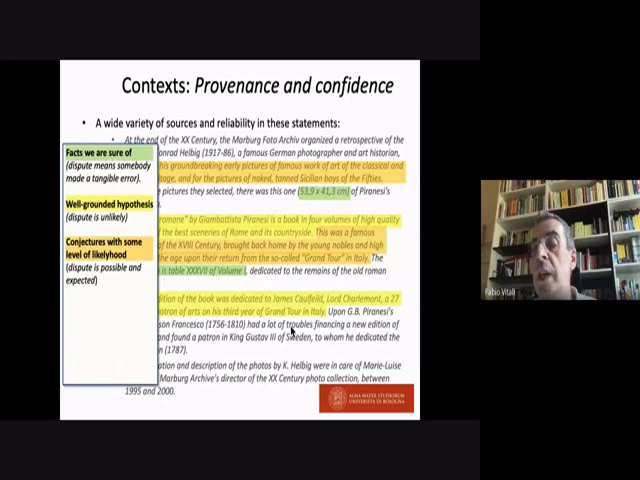 Contexts: Provenance and confidence
• A wide variety of sources and reliability in these statements:
• At the end of the XX Century, the Marburg Foto Archiv organized a retrospective of the
onrad Helbig (1917-86), a famous German photographer and art historian,
his groundbreaking early pictures of famous work of art of the classical and
tage, and for the pictures of naked, tanned Sicilian boys of the Fifties.
pictures they selected, there was this one (53,9 x 41,3 cm) of Piranesi's
Facts we are sure of
(dispute means somebody
made a tangible error).
Well-grounded hypothesis
(dispute is unlikely)
Conjectures with some
level of likelyhood
(dispute is possible and
expected)
romane" by Giambattista Piranesi is a book in four volumes of high quality
f the best sceneries of Rome and its countryside. This was a famous
of the XVIII Century, brought back home by the young nobles and high
the age upon their return from the so-called "Grand Tour" in Italy. The
is table XXXVII of Volume I, dedicated to the remains of the old roman
dition of the book was dedicated to James Caulfeild, Lord Charlemont, a 27
atron of arts on his third year of Grand Tour in Italy. Upon G.B. Piranesi's
son Francesco (1756-1810) had a lot of troubles financing a new edition of
and found a patron in King Gustav III of Sweden, to whom he dedicated the
n (1787).
ation and description of the photos by K. Helbig were in care of Marie-Luise
Marburg Archive's director of the XX Century photo collection, between
1995 and 2000.
ALMA MATER STUDIORUM
UNIVERSITÀ DI BOLOGNA
Fabio Vitali